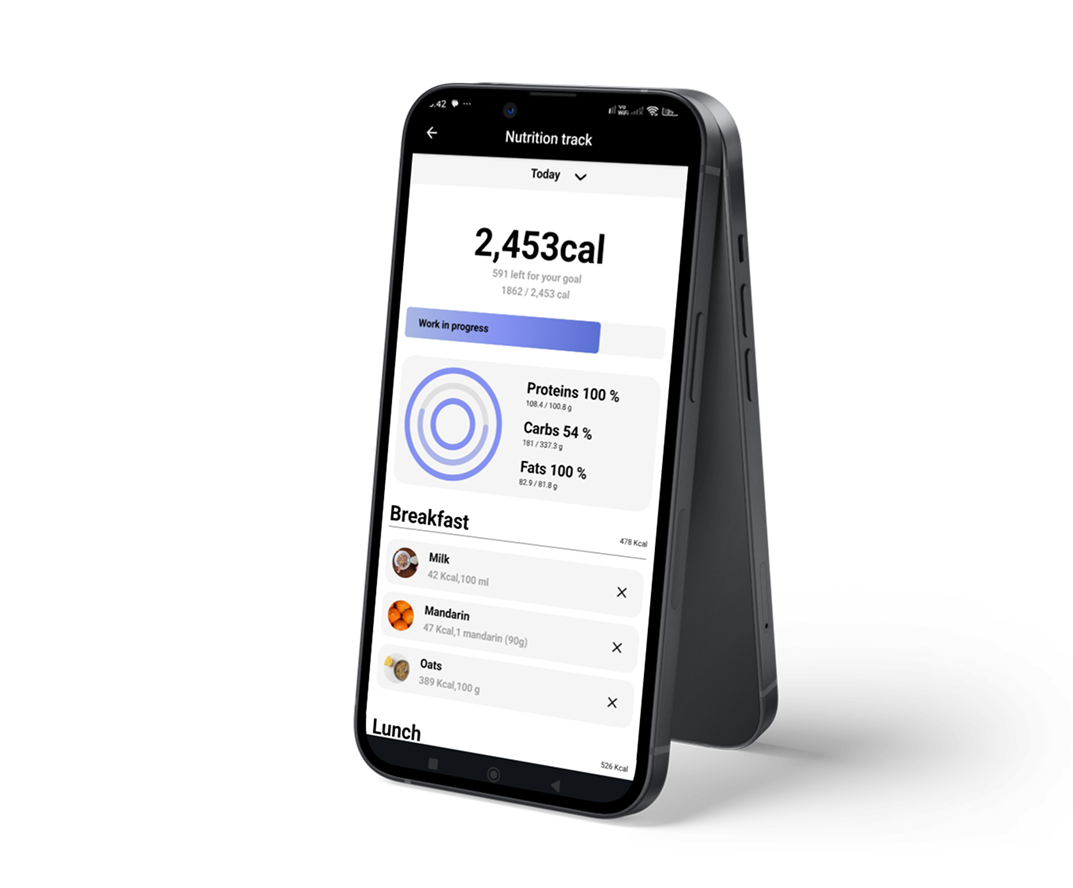 :42
Nutrition track
Today
2,453cal
591 left for your goal
1862 / 2,453 cal
Work in progress
Proteins 100 %
108.4 / 100.8 g
Carbs 54 %
181 / 337.3 g
Fats 100 %
82.9 / 81.8 g
Breakfast
478 Kcal
Milk
42 Kcal,100 ml
Mandarin
47 Kcal,1 mandarin (90g)
Oats
389 Kcal,100 g
Lunch
526 Kcal